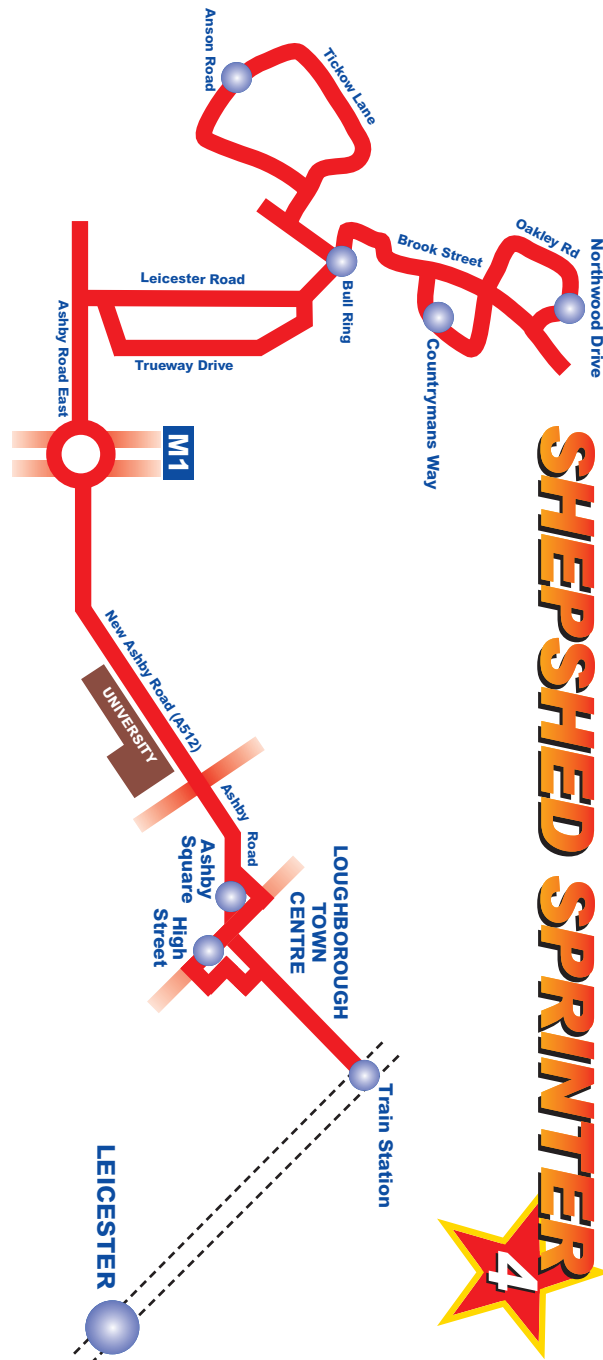 SHEPSHED SPRINTER
4
Northwood Drive
Oakley Rd
Countrymans Way
Brook Street
Bull Ring
Tickow Lane
Anson Road
Leicester Road
Trueway Drive
Ashby Road East
M1
New Ashby Road (A512)
UNIVERSITY
Ashby Road
Ashby
Square
High
Street
LOUGHBOROUGH
TOWN
CENTRE
Train Station
LEICESTER